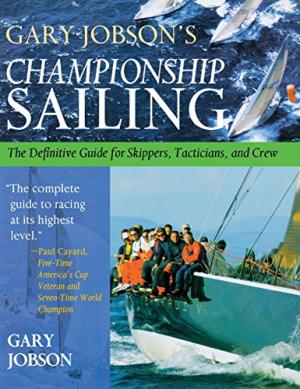 GARY JOBSON'S
CHAMPIONSHIP
SAILING
The Definitive Guide for Skippers, Tacticians, and Crew
"The complete
guide to racing
at its highest
level."
—Paul Cayard,
Five-Time
America's Cup
Veteran and
Seven-Time World
Champion
GARY
JOBSON